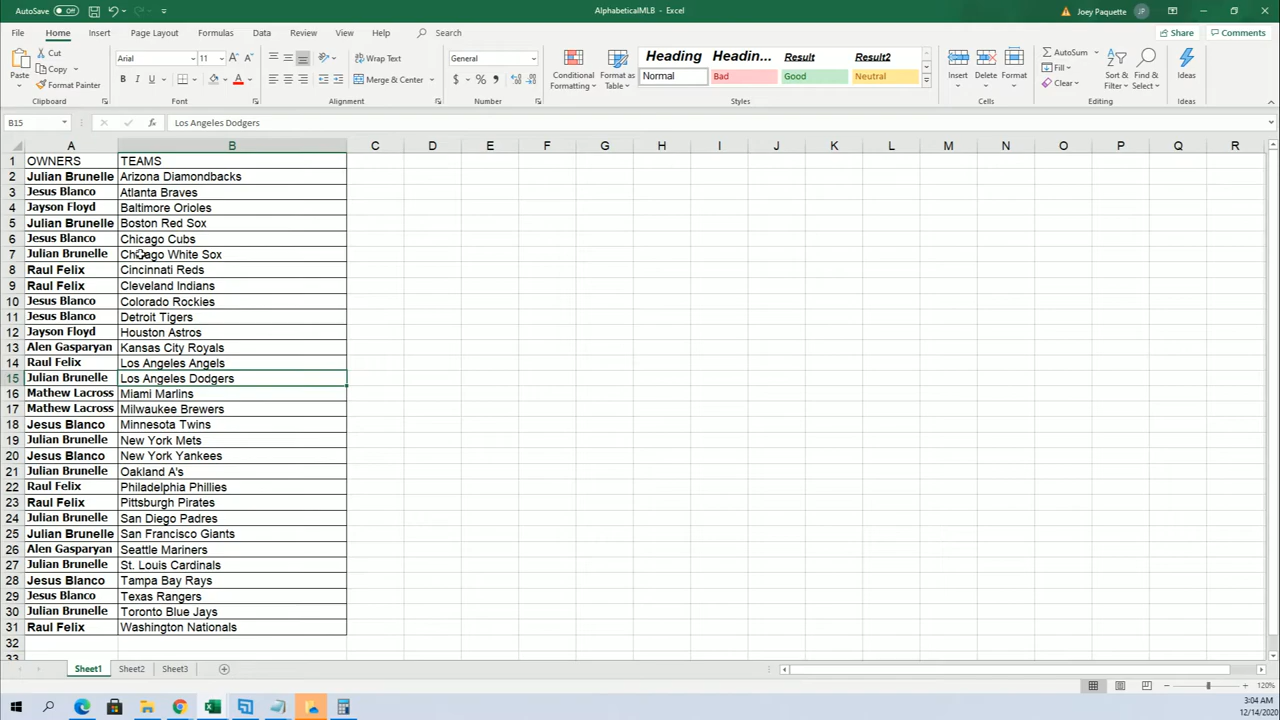 AutoSave Off AlphabeticalMLB - Excel Joey Paquette JP
File Home Insert Page Layout Formulas Data Review View Help Search Share Comments
Paste Cut Copy Format Painter Clipboard
Arial 11 A A B I U A Font
ab Wrap Text Merge & Center Alignment
General $ % , Number
Conditional Formatting Format as Table
Heading Headin... Result Result2
Normal Bad Good Neutral Styles
Insert Delete Format Cells
AutoSum Fill Clear Sort & Filter Find & Select Editing
Ideas Ideas
B15 fx Los Angeles Dodgers
A B C D E F G H I J K L M N O P Q R
1 OWNERS TEAMS
2 Julian Brunelle Arizona Diamondbacks
3 Jesus Blanco Atlanta Braves
4 Jayson Floyd Baltimore Orioles
5 Julian Brunelle Boston Red Sox
6 Jesus Blanco Chicago Cubs
7 Julian Brunelle Chicago White Sox
8 Raul Felix Cincinnati Reds
9 Raul Felix Cleveland Indians
10 Jesus Blanco Colorado Rockies
11 Jesus Blanco Detroit Tigers
12 Jayson Floyd Houston Astros
13 Alen Gasparyan Kansas City Royals
14 Raul Felix Los Angeles Angels
15 Julian Brunelle Los Angeles Dodgers
16 Mathew Lacross Miami Marlins
17 Mathew Lacross Milwaukee Brewers
18 Jesus Blanco Minnesota Twins
19 Julian Brunelle New York Mets
20 Jesus Blanco New York Yankees
21 Julian Brunelle Oakland A's
22 Raul Felix Philadelphia Phillies
23 Raul Felix Pittsburgh Pirates
24 Julian Brunelle San Diego Padres
25 Julian Brunelle San Francisco Giants
26 Alen Gasparyan Seattle Mariners
27 Julian Brunelle St. Louis Cardinals
28 Jesus Blanco Tampa Bay Rays
29 Jesus Blanco Texas Rangers
30 Julian Brunelle Toronto Blue Jays
31 Raul Felix Washington Nationals
32
33
Sheet1 Sheet2 Sheet3
120%
3:04 AM
12/14/2020